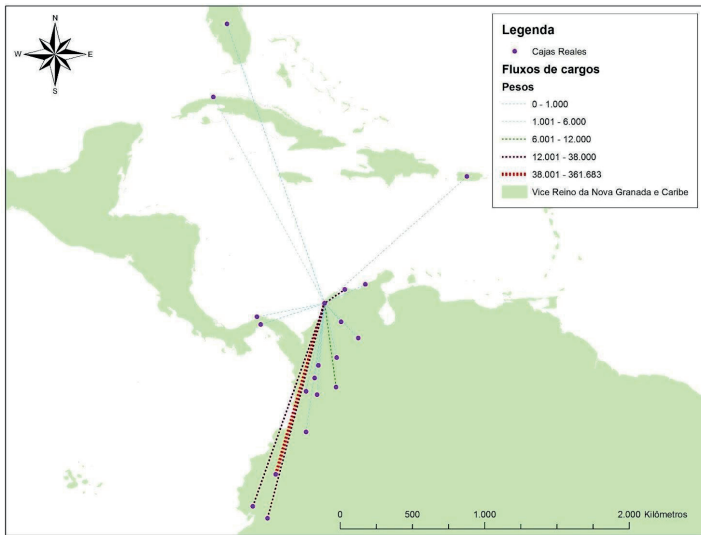 N
W E
S
Legenda
Cajas Reales
Fluxos de cargos
Pesos
0 - 1.000
1.001 - 6.000
6.001 - 12.000
12.001 - 38.000
38.001 - 361.683
Vice Reino da Nova Granada e Caribe
0 500 1.000 2.000 Kilômetros